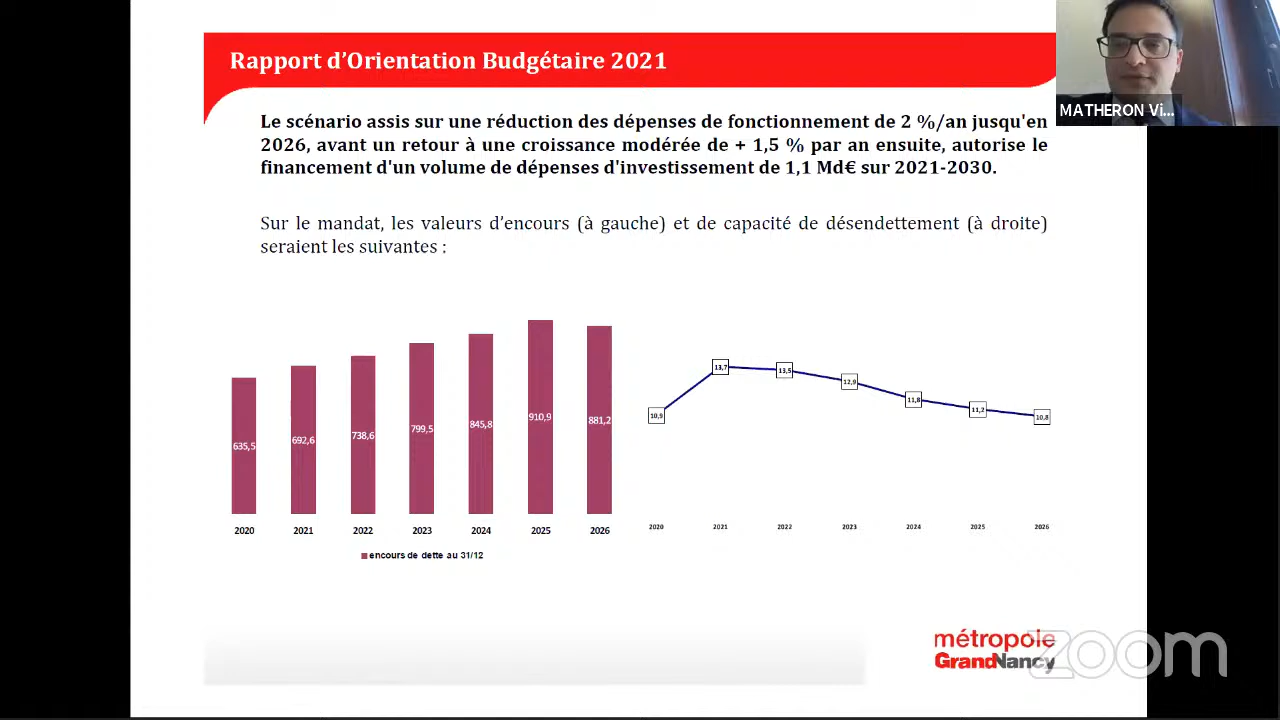 Rapport d'Orientation Budgétaire 2021
MATHERON Vi...
Le scénario assis sur une réduction des dépenses de fonctionnement de 2 %/an jusqu'en
2026, avant un retour à une croissance modérée de + 1,5 % par an ensuite, autorise le
financement d'un volume de dépenses d'investissement de 1,1 Md€ sur 2021-2030.
Sur le mandat, les valeurs d'encours (à gauche) et de capacité de désendettement (à droite)
seraient les suivantes :
635,5 692,6 738,6 799,5 845,8 910,9 881,2
2020 2021 2022 2023 2024 2025 2026
encours de dette au 31/12
10,9 13,7 13,5 12,9 11,8 11,2 10,8
2020 2021 2022 2023 2024 2025 2026
métropole
GrandNancy
zoom